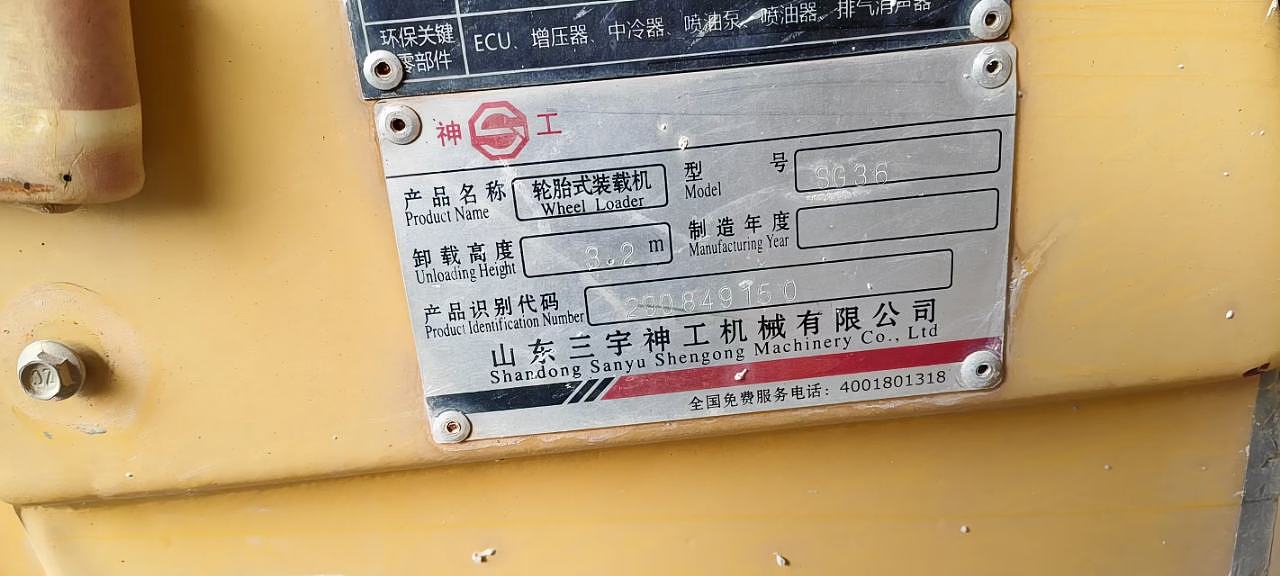 环保关键
零部件
ECU、增压器、中冷器、喷油泵、喷油器、排气消声器
神 工
产品名称 轮胎式装载机
Product Name Wheel Loader
型 号 SG36
Model
卸载高度 3.2 m
Unloading Height
制造年度
Manufacturing Year
产品识别代码 290849150
Product Identification Number
山东三宇神工机械有限公司
Shandong Sanyu Shengong Machinery Co., Ltd
全国免费服务电话：4001801318